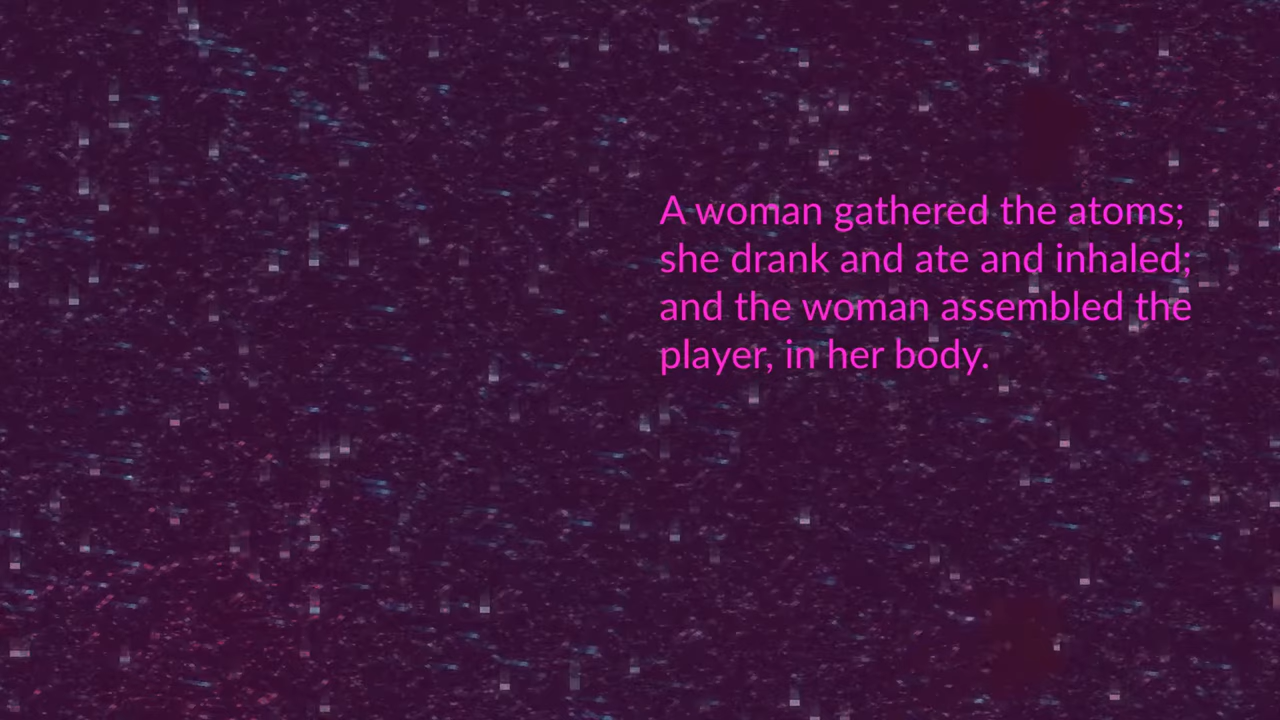 A woman gathered the atoms;
she drank and ate and inhaled;
and the woman assembled the
player, in her body.